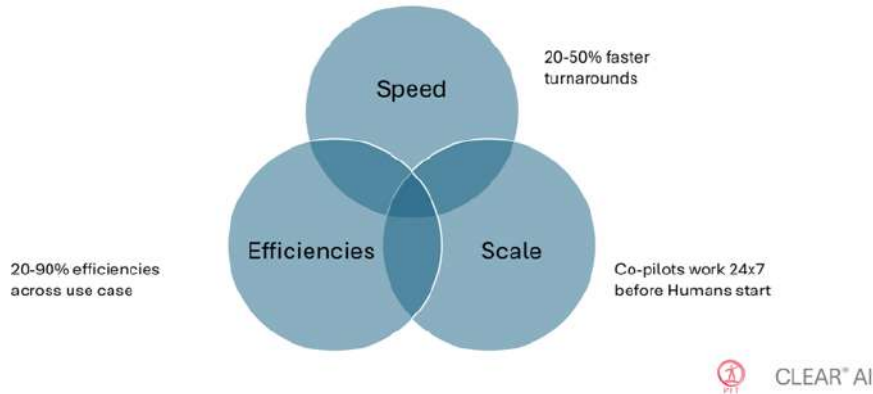 Speed
20-50% faster
turnarounds
Efficiencies
Scale
20-90% efficiencies
across use case
Co-pilots work 24x7
before Humans start
CLEAR® AI